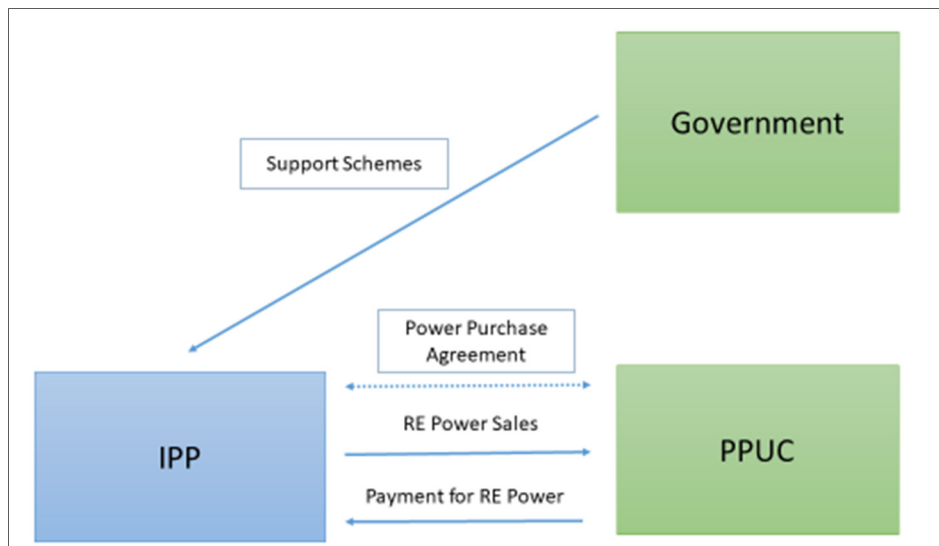 Government
Support Schemes
Power Purchase
Agreement
RE Power Sales
IPP
PPUC
Payment for RE Power